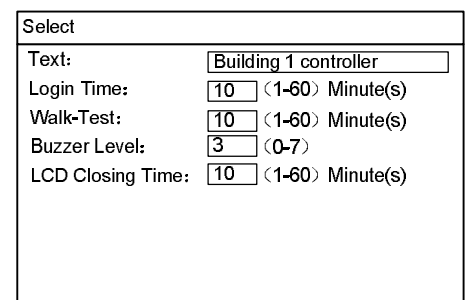 Select
Text： Building 1 controller
Login Time： 10 （1-60）Minute(s)
Walk-Test： 10 （1-60）Minute(s)
Buzzer Level： 3 （0-7）
LCD Closing Time： 10 （1-60）Minute(s)